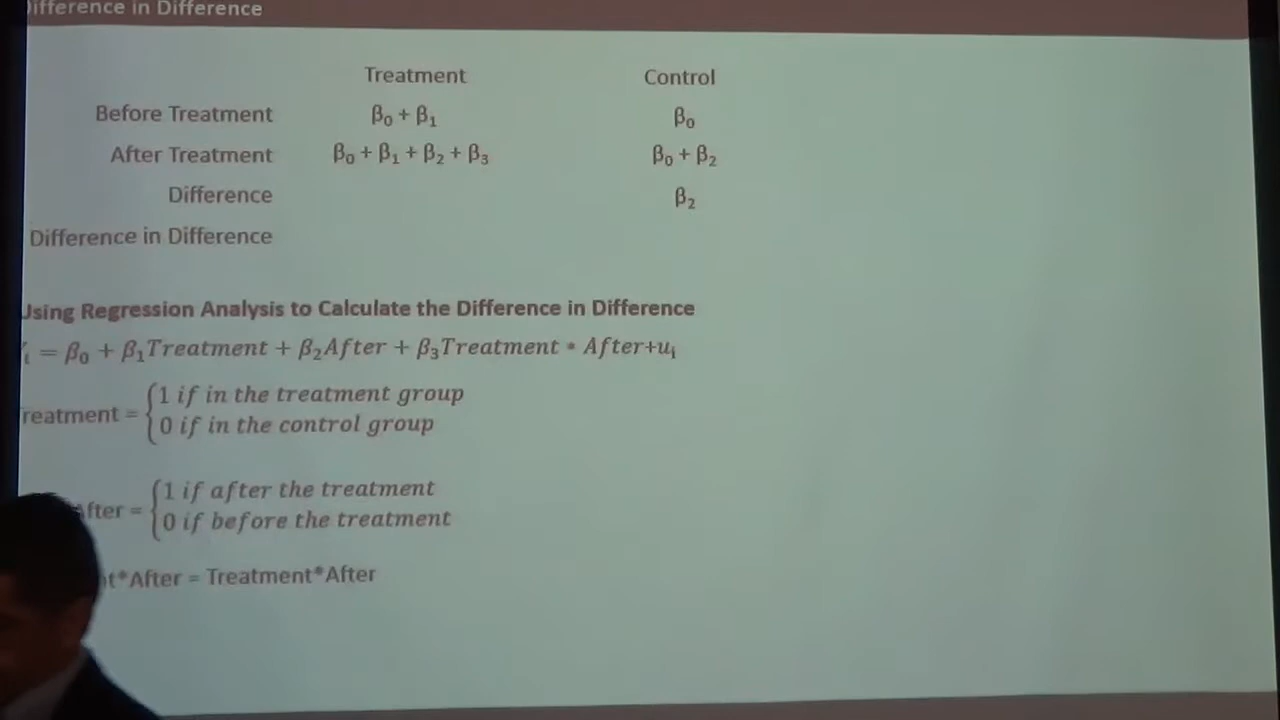 Difference in Difference
Treatment Control
Before Treatment β₀ + β₁ β₀
After Treatment β₀ + β₁ + β₂ + β₃ β₀ + β₂
Difference β₂
Difference in Difference
Using Regression Analysis to Calculate the Difference in Difference
= β₀ + β₁Treatment + β₂After + β₃Treatment * After+uᵢ
reatment = {1 if in the treatment group
0 if in the control group
After = {1 if after the treatment
0 if before the treatment
t*After = Treatment*After